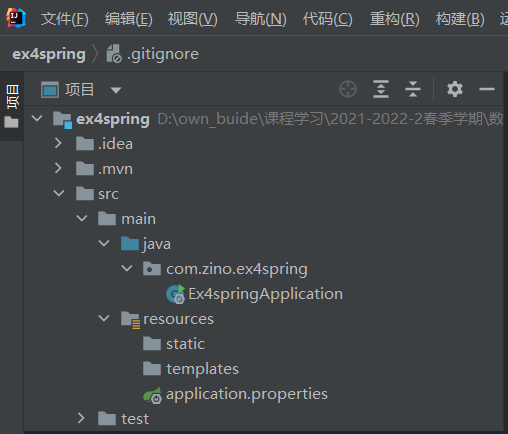 文件(F) 编辑(E) 视图(V) 导航(N) 代码(C) 重构(R) 构建(B)
ex4spring .gitignore
项目
项目
ex4spring D:\own_buide\课程学习\2021-2022-2春季学期\数
.idea
.mvn
src
main
java
com.zino.ex4spring
Ex4springApplication
resources
static
templates
application.properties
test